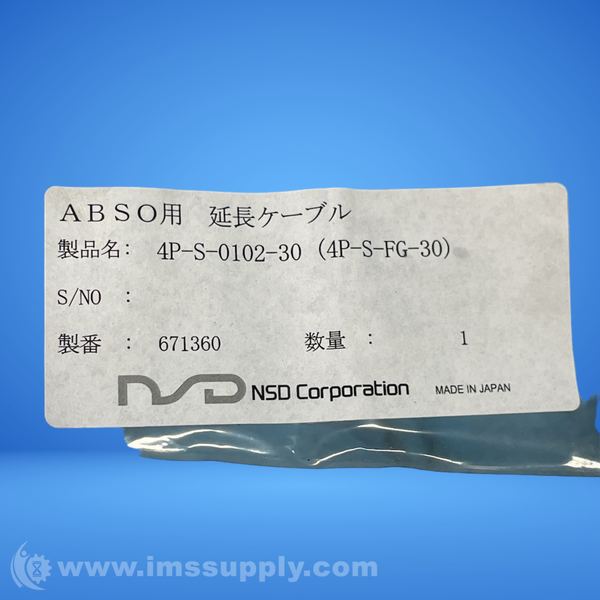 ＡＢＳＯ用 延長ケーブル
製品名： 4P-S-0102-30 (4P-S-FG-30)
S/NO ：
製番 ： 671360 数量 ： 1
NSD NSD Corporation MADE IN JAPAN
www.imssupply.com